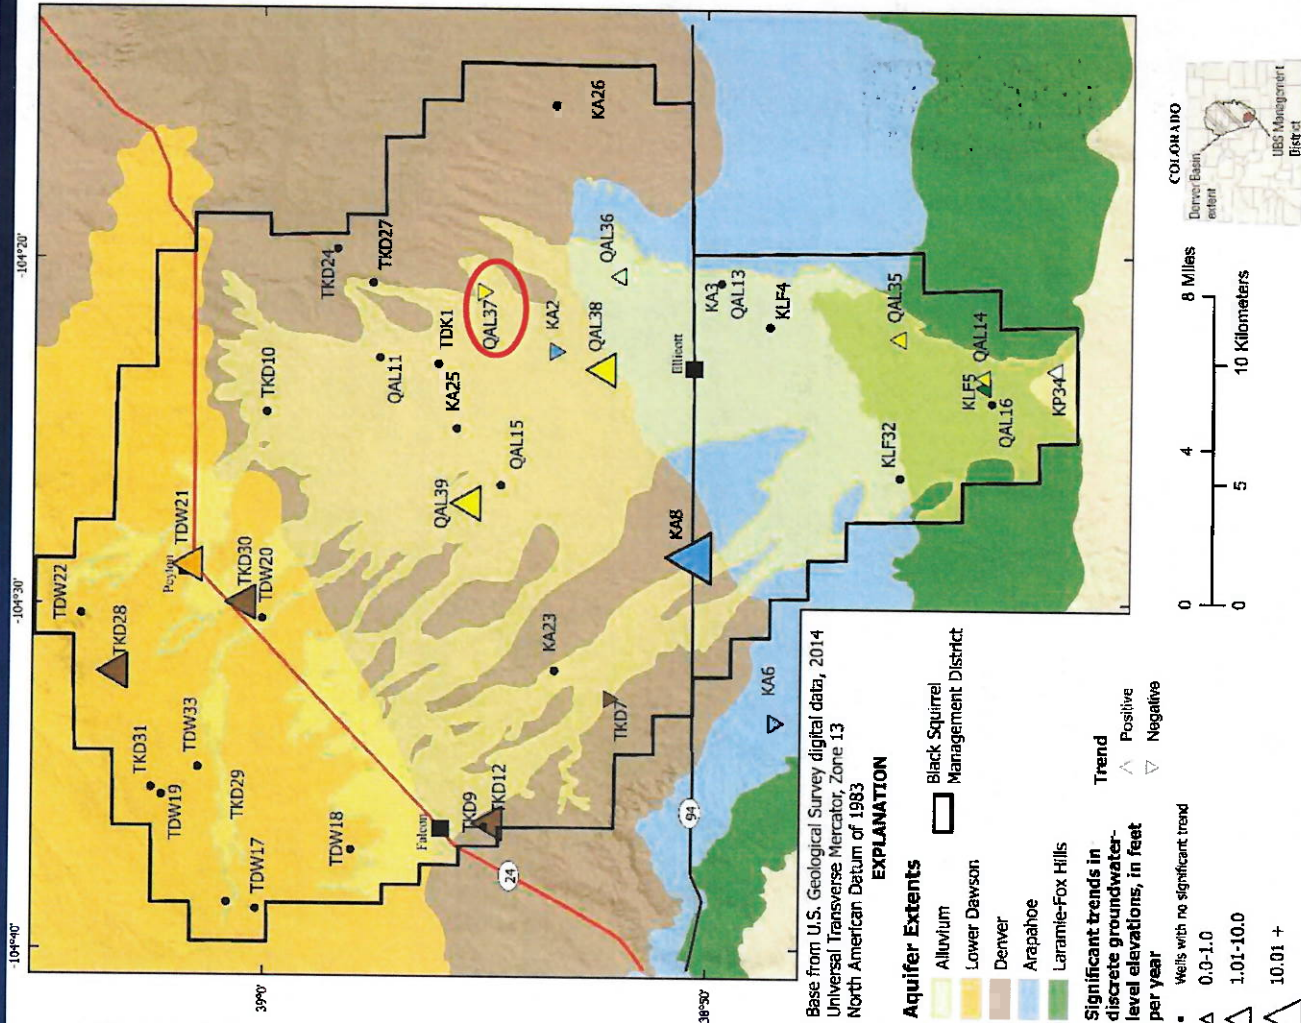 -104°40'
-104°30'
-104°20'
39°0'
38°50'
TDW22
TKD28
TDW21
Peyton
TKD30
TDW20
TKD31
TDW19
TDW33
TKD29
TDW17
TDW18
Falcon
TKD9
TKD12
24
TKD7
KA23
TKD10
TKD24
TKD27
QAL11
TDK1
KA25
QAL37
QAL15
QAL39
KA2
QAL38
QAL36
KA26
KA8
Ellicott
KA3
QAL13
KLF4
94
KA6
KLF32
QAL35
KLF5
QAL14
QAL16
KP34
Base from U.S. Geological Survey digital data, 2014
Universal Transverse Mercator, Zone 13
North American Datum of 1983
EXPLANATION
Aquifer Extents
Alluvium
Lower Dawson
Denver
Arapahoe
Laramie-Fox Hills
Black Squirrel
Management District
Significant trends in
discrete groundwater-
level elevations, in feet
per year
Wells with no significant trend
0.0-1.0
1.01-10.0
10.01 +
Trend
Positive
Negative
0 4 8 Miles
0 5 10 Kilometers
COLORADO
Denver Basin
extent
UBS Management
District